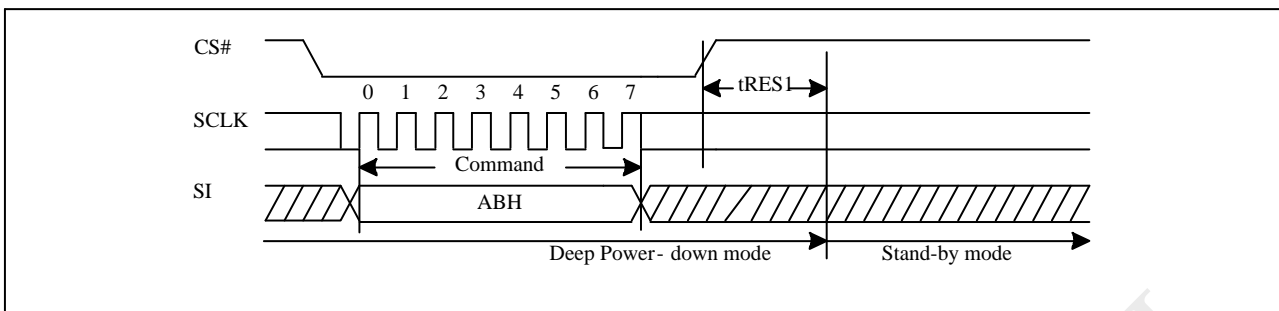 CS#
tRES1
0 1 2 3 4 5 6 7
SCLK
Command
SI
ABH
Deep Power- down mode Stand-by mode